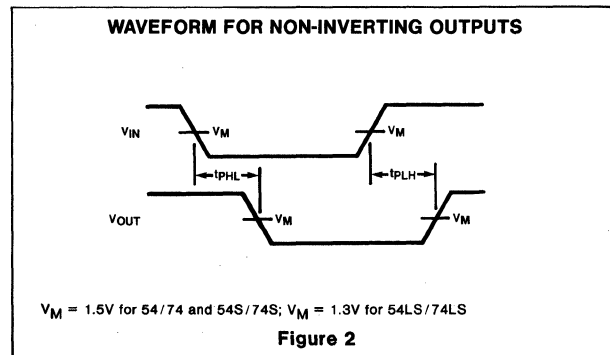 WAVEFORM FOR NON-INVERTING OUTPUTS
VIN
VM
VM
tPHL
tPLH
VOUT
VM
VM
VM = 1.5V for 54/74 and 54S/74S; VM = 1.3V for 54LS/74LS
Figure 2